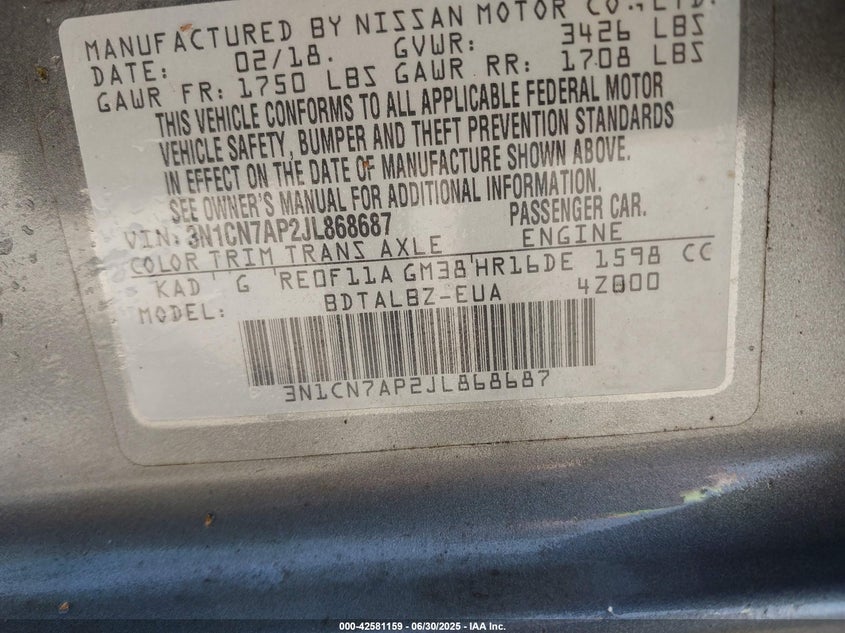 MANUFACTURED BY NISSAN MOTOR CO., LTD.
DATE: 02/18. GVWR: 3426 LBS
GAWR FR: 1750 LBS GAWR RR: 1708 LBS
THIS VEHICLE CONFORMS TO ALL APPLICABLE FEDERAL MOTOR
VEHICLE SAFETY, BUMPER AND THEFT PREVENTION STANDARDS
IN EFFECT ON THE DATE OF MANUFACTURE SHOWN ABOVE.
SEE OWNER'S MANUAL FOR ADDITIONAL INFORMATION.
VIN: 3N1CN7AP2JL868687 PASSENGER CAR.
COLOR TRIM TRANS AXLE ENGINE
KAD G RE0F11A GM38 HR16DE 1598 CC
MODEL: BDTALBZ-EUA 4Z000
3N1CN7AP2JL868687
000-42581159 - 06/30/2025 - IAA Inc.